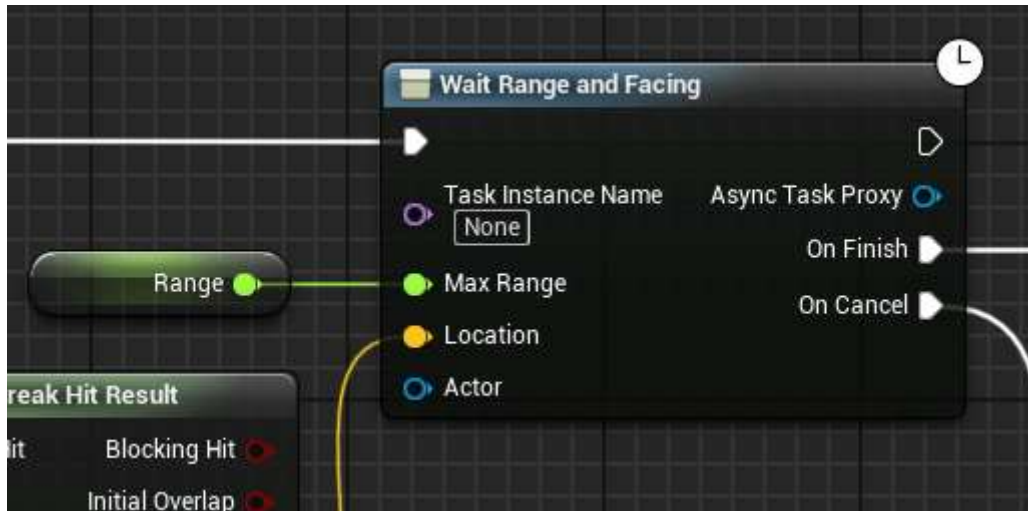 Wait Range and Facing
Task Instance Name
None
Async Task Proxy
On Finish
Range
Max Range
On Cancel
Location
Actor
reak Hit Result
Hit
Blocking Hit
Initial Overlap